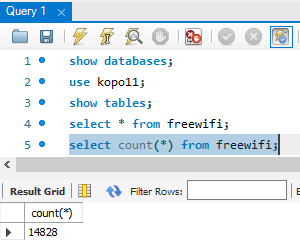 Query 1
1 show databases;
2 use kopo11;
3 show tables;
4 select * from freewifi;
5 select count(*) from freewifi;
Result Grid Filter Rows:
count(*)
14828